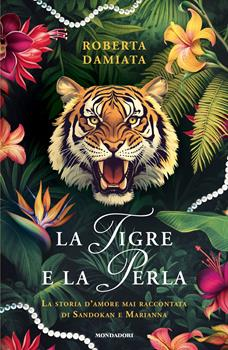 ROBERTA
DAMIATA
LA TIGRE
E LA PERLA
LA STORIA D'AMORE MAI RACCONTATA
DI SANDOKAN E MARIANNA
MONDADORI